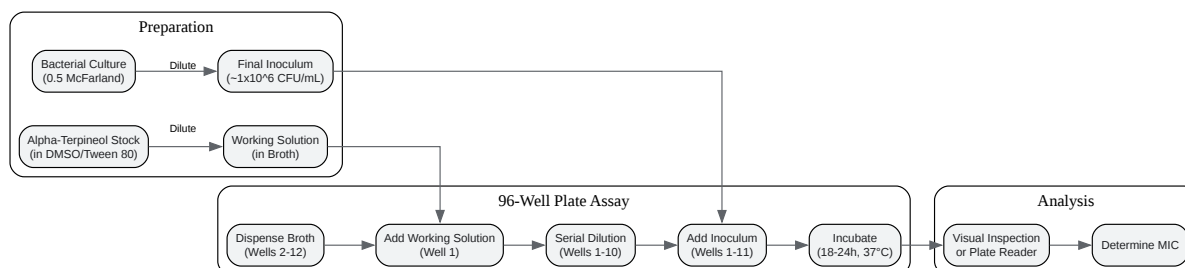 Preparation
Bacterial Culture
(0.5 McFarland)
Dilute
Final Inoculum
(~1x10^6 CFU/mL)
Alpha-Terpineol Stock
(in DMSO/Tween 80)
Dilute
Working Solution
(in Broth)
96-Well Plate Assay
Dispense Broth
(Wells 2-12)
Add Working Solution
(Well 1)
Serial Dilution
(Wells 1-10)
Add Inoculum
(Wells 1-11)
Incubate
(18-24h, 37°C)
Analysis
Visual Inspection
or Plate Reader
Determine MIC